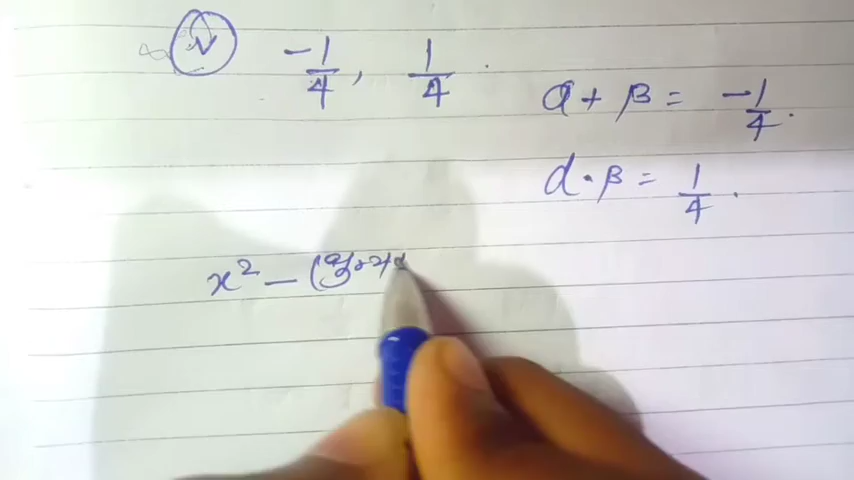 (v) -1/4, 1/4.
α + β = -1/4.
α · β = 1/4.
x² - (